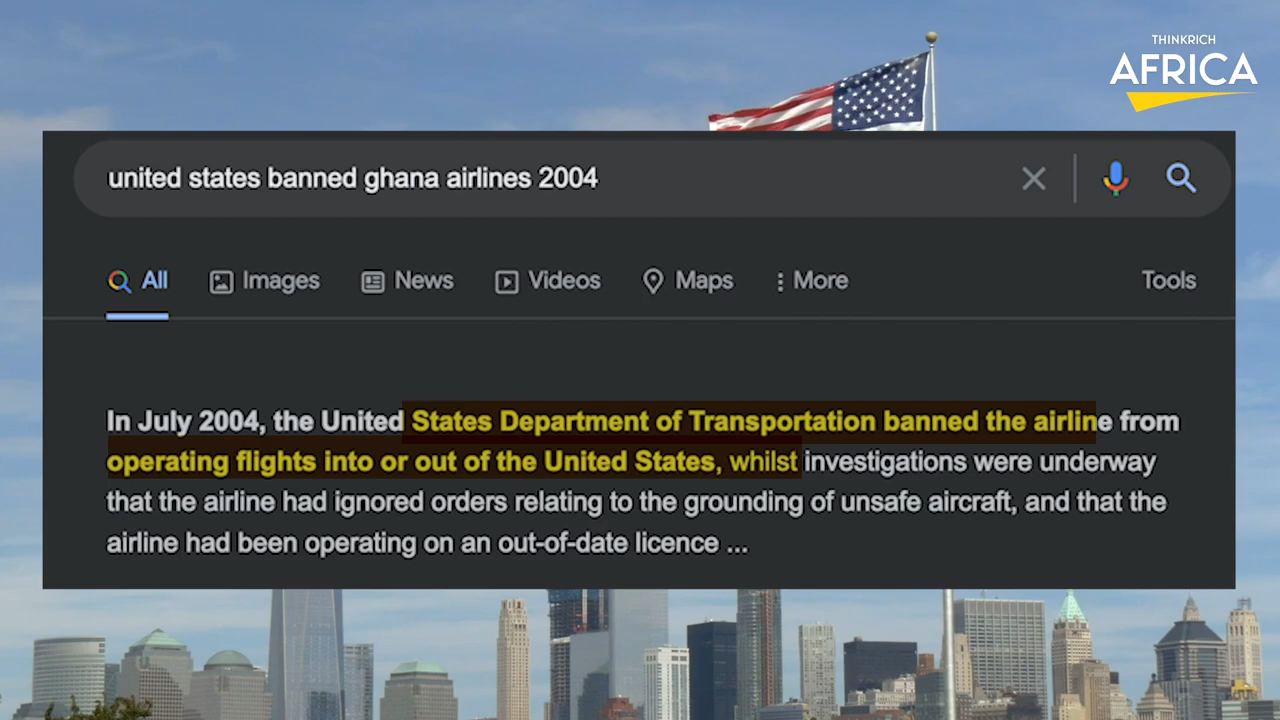 THINKRICH
AFRICA
united states banned ghana airlines 2004
All Images News Videos Maps More Tools
In July 2004, the United States Department of Transportation banned the airline from
operating flights into or out of the United States, whilst investigations were underway
that the airline had ignored orders relating to the grounding of unsafe aircraft, and that the
airline had been operating on an out-of-date licence ...